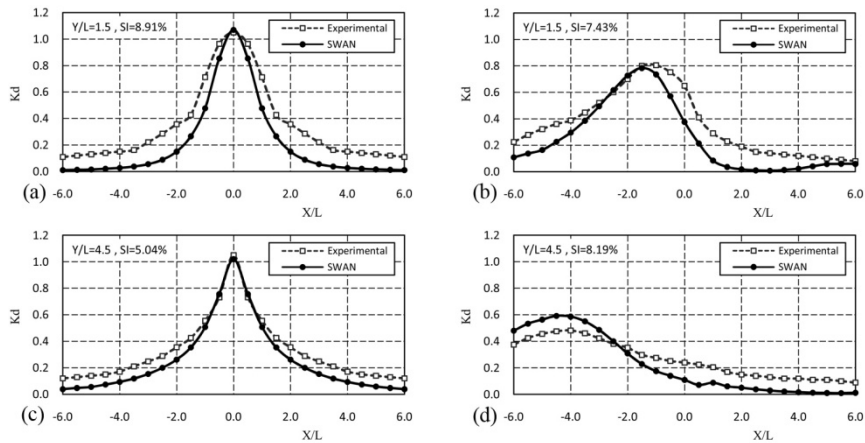 1.2
1.0
0.8
0.6
0.4
0.2
0.0
Kd
Y/L=1.5 , SI=8.91%
Experimental
SWAN
-6.0 -4.0 -2.0 0.0 2.0 4.0 6.0
X/L
(a)
1.2
1.0
0.8
0.6
0.4
0.2
0.0
Kd
Y/L=1.5 , SI=7.43%
Experimental
SWAN
-6.0 -4.0 -2.0 0.0 2.0 4.0 6.0
X/L
(b)
1.2
1.0
0.8
0.6
0.4
0.2
0.0
Kd
Y/L=4.5 , SI=5.04%
Experimental
SWAN
-6.0 -4.0 -2.0 0.0 2.0 4.0 6.0
X/L
(c)
1.2
1.0
0.8
0.6
0.4
0.2
0.0
Kd
Y/L=4.5 , SI=8.19%
Experimental
SWAN
-6.0 -4.0 -2.0 0.0 2.0 4.0 6.0
X/L
(d)